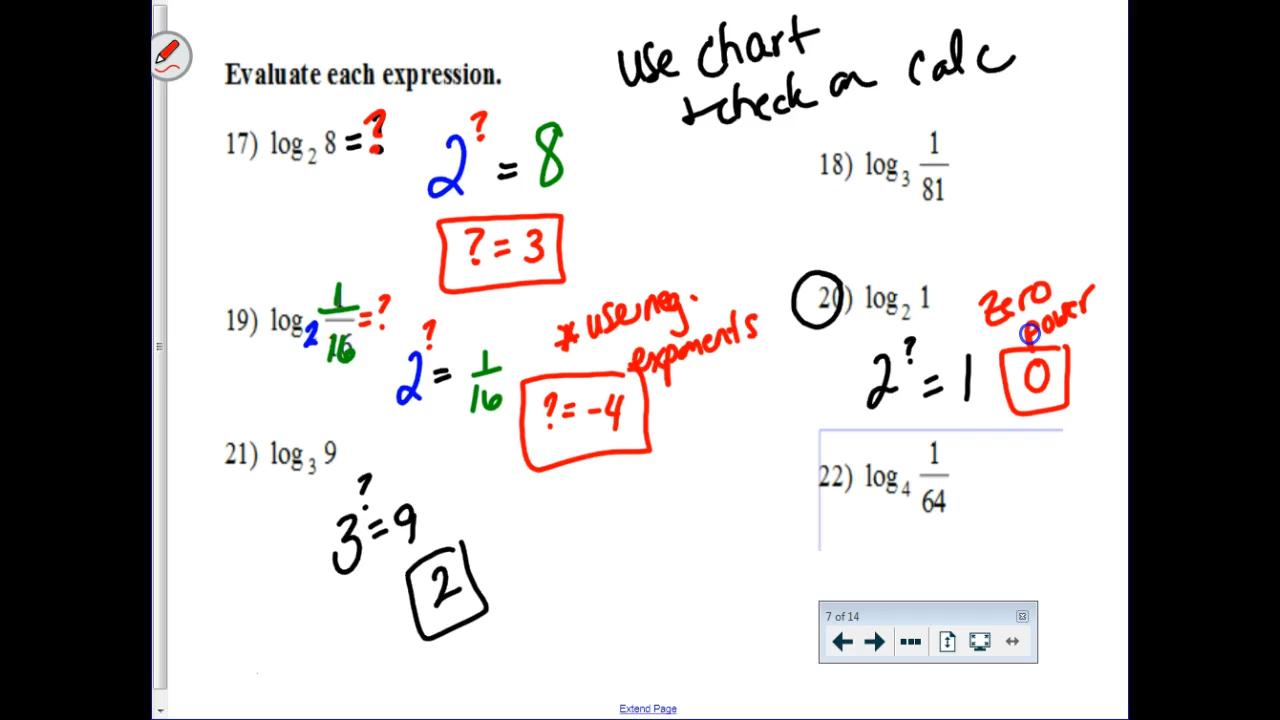 use chart
+check on calc
Evaluate each expression.
17) log₂ 8 = ?
2^? = 8
? = 3
18) log₃ 1/81
19) log₂ 1/16 = ?
2^? = 1/16
* use neg.
exponents
? = -4
20) log₂ 1
zero
power
2^? = 1
0
21) log₃ 9
3^? = 9
2
22) log₄ 1/64
7 of 14
Extend Page